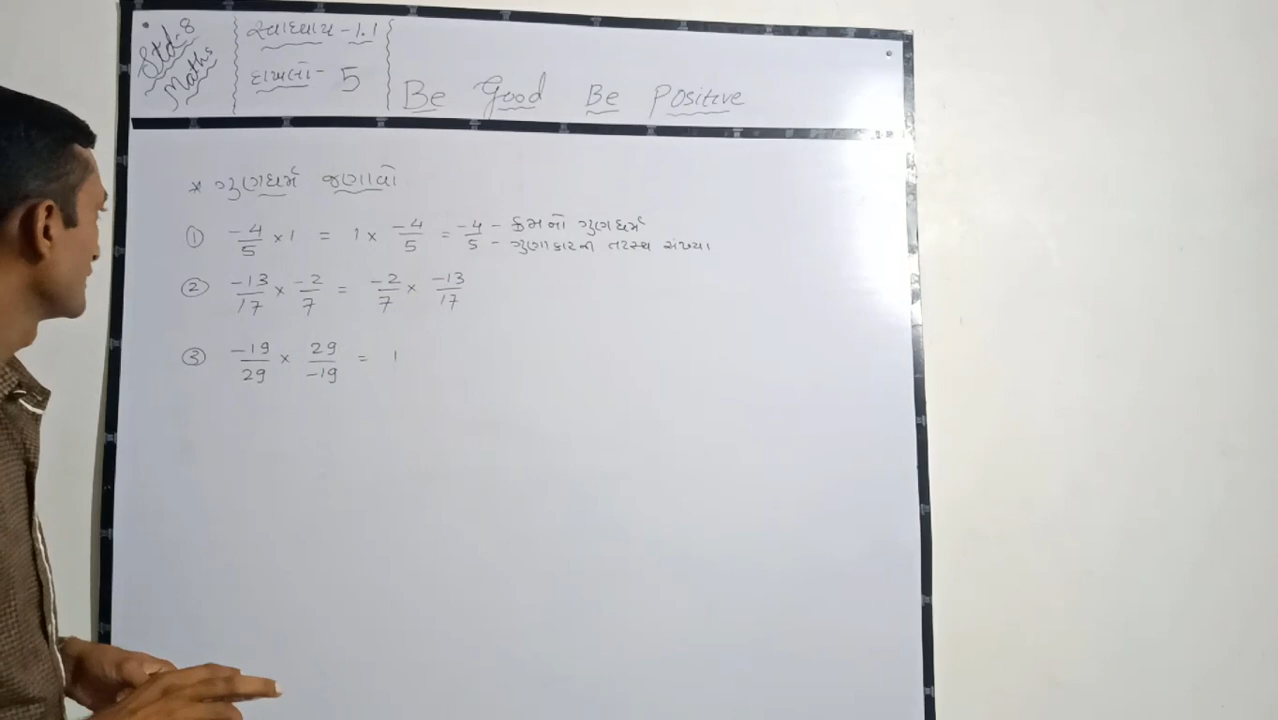 Std-8
Maths
સ્વાધ્યાય - 1.1
દાખલો - 5
Be Good Be Positive
* ગુણધર્મ જણાવો
① -4/5 × 1 = 1 × -4/5 = -4/5 - ક્રમનો ગુણધર્મ
- ગુણાકારની તટસ્થ સંખ્યા
② -13/17 × -2/7 = -2/7 × -13/17
③ -19/29 × 29/-19 = 1